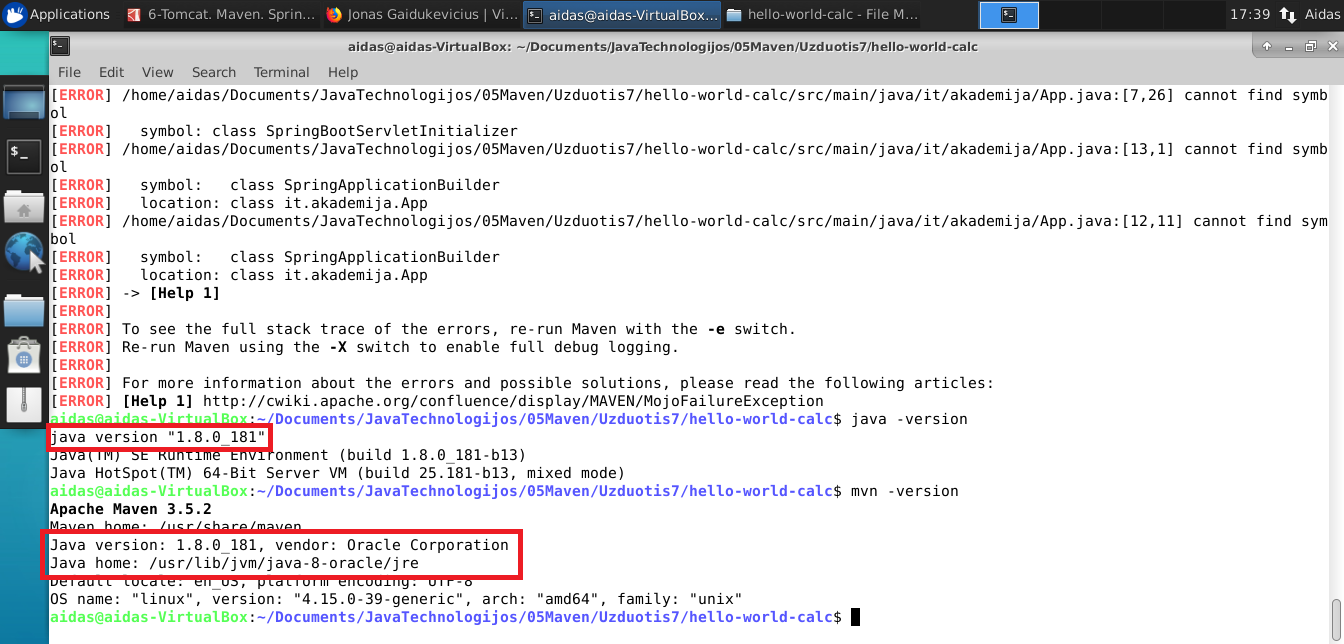 Applications
6-Tomcat. Maven. Sprin...
Jonas Gaidukevicius | Vi...
aidas@aidas-VirtualBox...
hello-world-calc - File M...
17:39
Aidas
aidas@aidas-VirtualBox: ~/Documents/JavaTechnologijos/05Maven/Uzduotis7/hello-world-calc
File Edit View Search Terminal Help
[ERROR] /home/aidas/Documents/JavaTechnologijos/05Maven/Uzduotis7/hello-world-calc/src/main/java/it/akademija/App.java:[7,26] cannot find symb
ol
[ERROR]   symbol: class SpringBootServletInitializer
[ERROR] /home/aidas/Documents/JavaTechnologijos/05Maven/Uzduotis7/hello-world-calc/src/main/java/it/akademija/App.java:[13,1] cannot find symb
ol
[ERROR]   symbol:   class SpringApplicationBuilder
[ERROR]   location: class it.akademija.App
[ERROR] /home/aidas/Documents/JavaTechnologijos/05Maven/Uzduotis7/hello-world-calc/src/main/java/it/akademija/App.java:[12,11] cannot find sym
bol
[ERROR]   symbol:   class SpringApplicationBuilder
[ERROR]   location: class it.akademija.App
[ERROR] -> [Help 1]
[ERROR]
[ERROR] To see the full stack trace of the errors, re-run Maven with the -e switch.
[ERROR] Re-run Maven using the -X switch to enable full debug logging.
[ERROR]
[ERROR] For more information about the errors and possible solutions, please read the following articles:
[ERROR] [Help 1] http://cwiki.apache.org/confluence/display/MAVEN/MojoFailureException
aidas@aidas-VirtualBox:~/Documents/JavaTechnologijos/05Maven/Uzduotis7/hello-world-calc$ java -version
java version "1.8.0_181"
Java(TM) SE Runtime Environment (build 1.8.0_181-b13)
Java HotSpot(TM) 64-Bit Server VM (build 25.181-b13, mixed mode)
aidas@aidas-VirtualBox:~/Documents/JavaTechnologijos/05Maven/Uzduotis7/hello-world-calc$ mvn -version
Apache Maven 3.5.2
Maven home: /usr/share/maven
Java version: 1.8.0_181, vendor: Oracle Corporation
Java home: /usr/lib/jvm/java-8-oracle/jre
Default locale: en_US, platform encoding: UTF-8
OS name: "linux", version: "4.15.0-39-generic", arch: "amd64", family: "unix"
aidas@aidas-VirtualBox:~/Documents/JavaTechnologijos/05Maven/Uzduotis7/hello-world-calc$